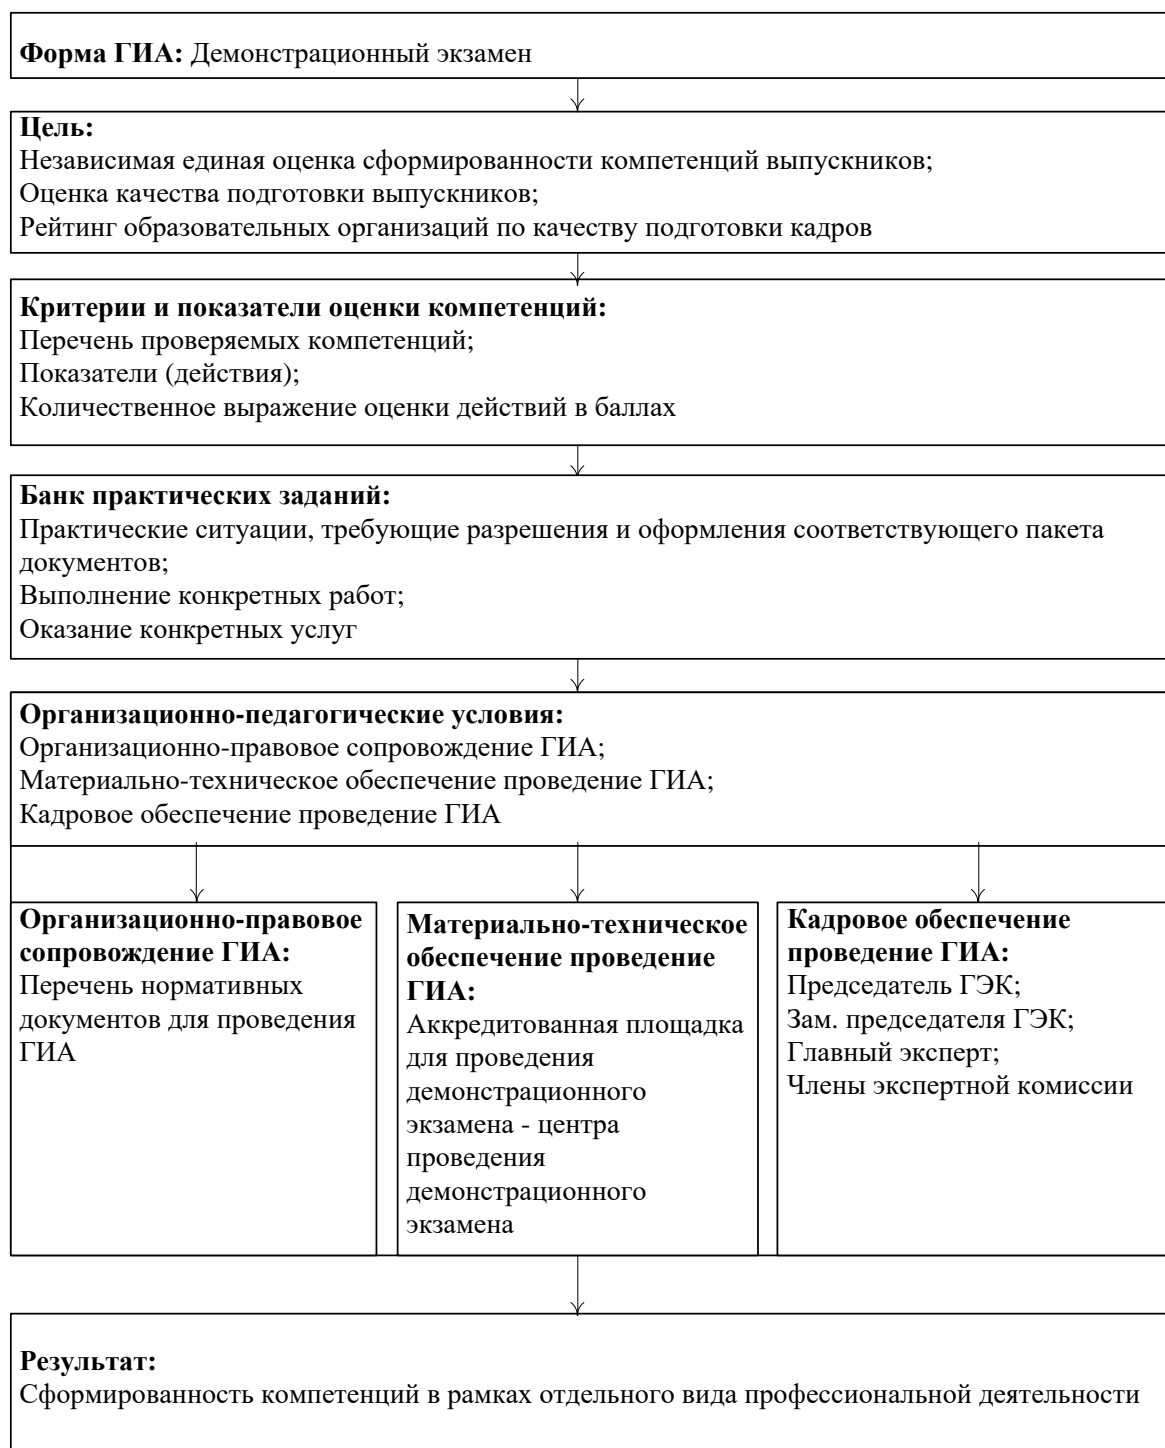 Форма ГИА: Демонстрационный экзамен
Цель:
Независимая единая оценка сформированности компетенций выпускников;
Оценка качества подготовки выпускников;
Рейтинг образовательных организаций по качеству подготовки кадров
Критерии и показатели оценки компетенций:
Перечень проверяемых компетенций;
Показатели (действия);
Количественное выражение оценки действий в баллах
Банк практических заданий:
Практические ситуации, требующие разрешения и оформления соответствующего пакета
документов;
Выполнение конкретных работ;
Оказание конкретных услуг
Организационно-педагогические условия:
Организационно-правовое сопровождение ГИА;
Материально-техническое обеспечение проведение ГИА;
Кадровое обеспечение проведение ГИА
Организационно-правовое
сопровождение ГИА:
Перечень нормативных
документов для проведения
ГИА
Материально-техническое
обеспечение проведение
ГИА:
Аккредитованная площадка
для проведения
демонстрационного
экзамена - центра
проведения
демонстрационного
экзамена
Кадровое обеспечение
проведение ГИА:
Председатель ГЭК;
Зам. председателя ГЭК;
Главный эксперт;
Члены экспертной комиссии
Результат:
Сформированность компетенций в рамках отдельного вида профессиональной деятельности